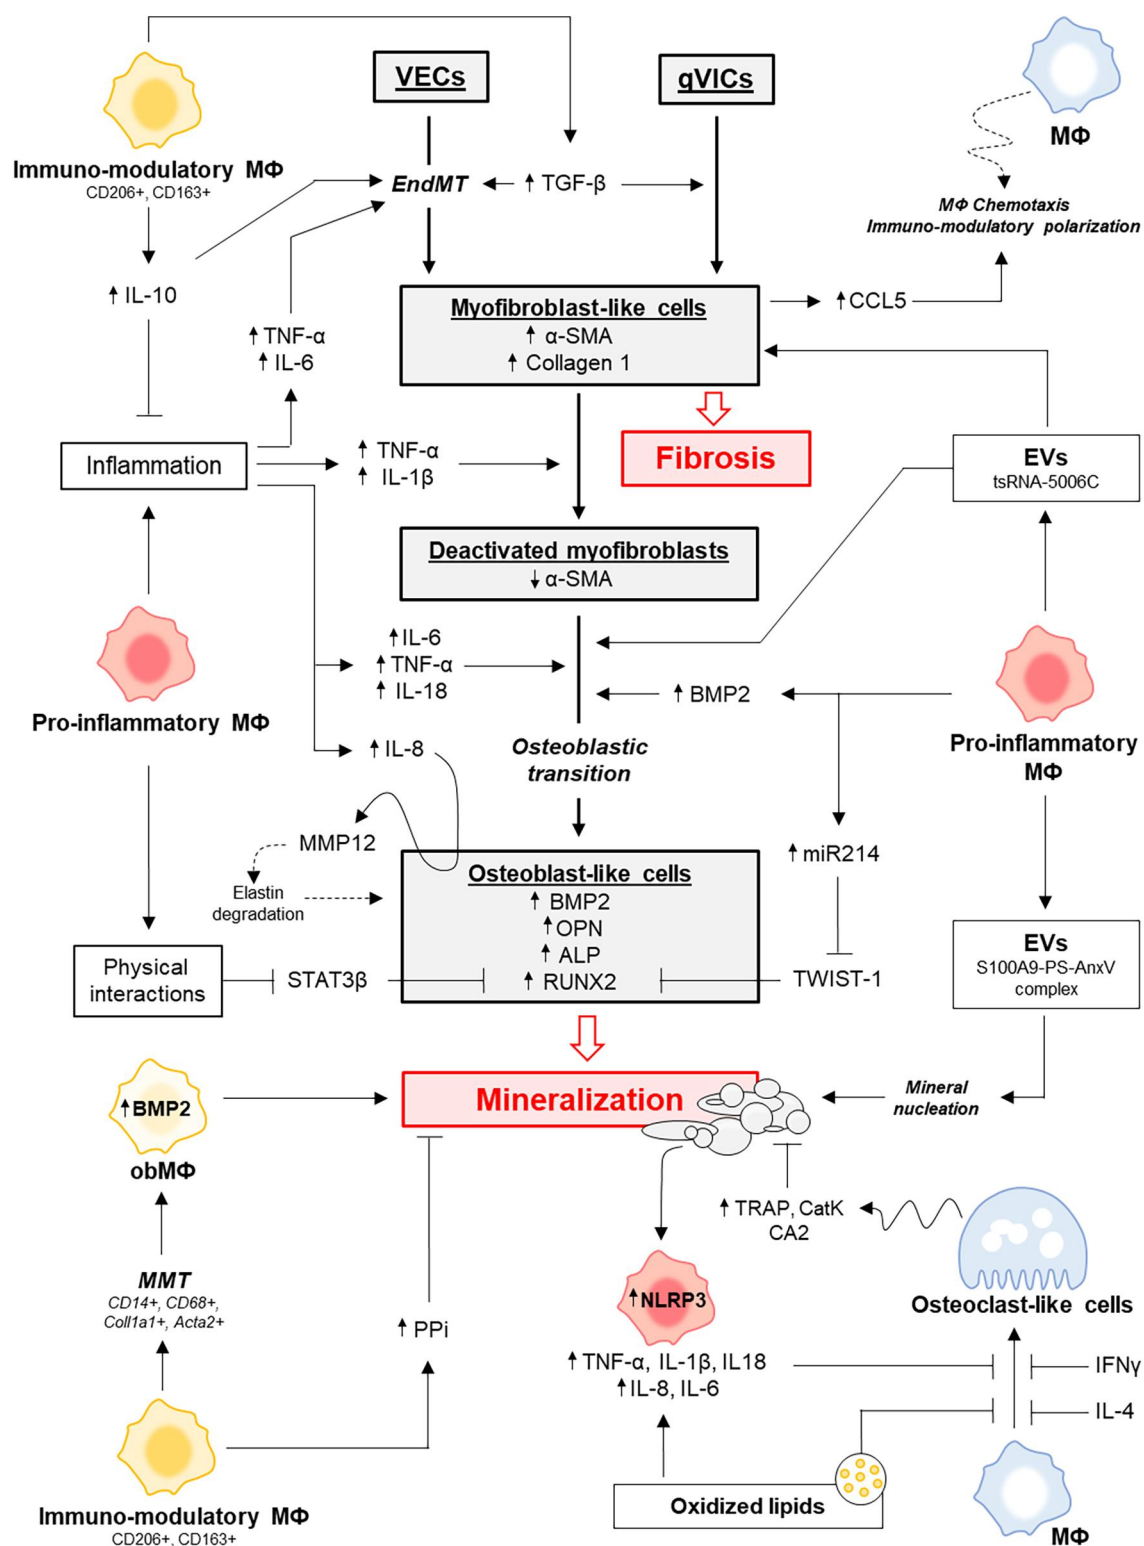 VECs
qVICs
Immuno-modulatory MΦ
CD206+, CD163+
MΦ
EndMT
↑ TGF-β
MΦ Chemotaxis
Immuno-modulatory polarization
↑ IL-10
Myofibroblast-like cells
↑ α-SMA
↑ Collagen 1
↑ CCL5
↑ TNF-α
↑ IL-6
Inflammation
↑ TNF-α
↑ IL-1β
Fibrosis
EVs
tsRNA-5006C
Deactivated myofibroblasts
↓ α-SMA
↑ IL-6
↑ TNF-α
↑ IL-18
↑ BMP2
Pro-inflammatory MΦ
Pro-inflammatory
MΦ
↑ IL-8
Osteoblastic
transition
MMP12
↑ miR214
Elastin
degradation
Osteoblast-like cells
↑ BMP2
↑ OPN
↑ ALP
↑ RUNX2
Physical
interactions
STAT3β
TWIST-1
EVs
S100A9-PS-AnxV
complex
↑ BMP2
obMΦ
Mineralization
Mineral
nucleation
↑ TRAP, CatK
CA2
MMT
CD14+, CD68+,
Coll1a1+, Acta2+
↑ PPi
↑ NLRP3
↑ TNF-α, IL-1β, IL18
↑ IL-8, IL-6
Osteoclast-like cells
IFNγ
IL-4
Immuno-modulatory MΦ
CD206+, CD163+
Oxidized lipids
MΦ